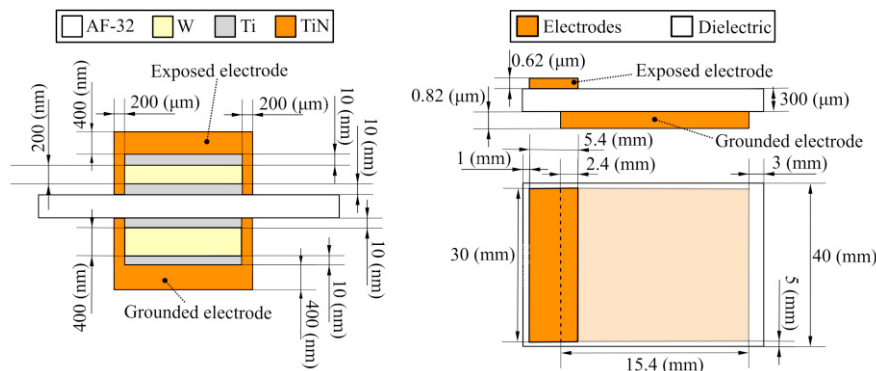 AF-32 W Ti TiN
Exposed electrode
200 (μm) 200 (μm)
400 (nm)
10 (nm)
10 (nm)
200 (nm)
400 (nm)
10 (nm)
10 (nm)
400 (nm)
Grounded electrode
Electrodes Dielectric
0.62 (μm)
Exposed electrode
0.82 (μm)
300 (μm)
Grounded electrode
5.4 (mm)
1 (mm)
2.4 (mm)
3 (mm)
30 (mm)
40 (mm)
5 (mm)
15.4 (mm)